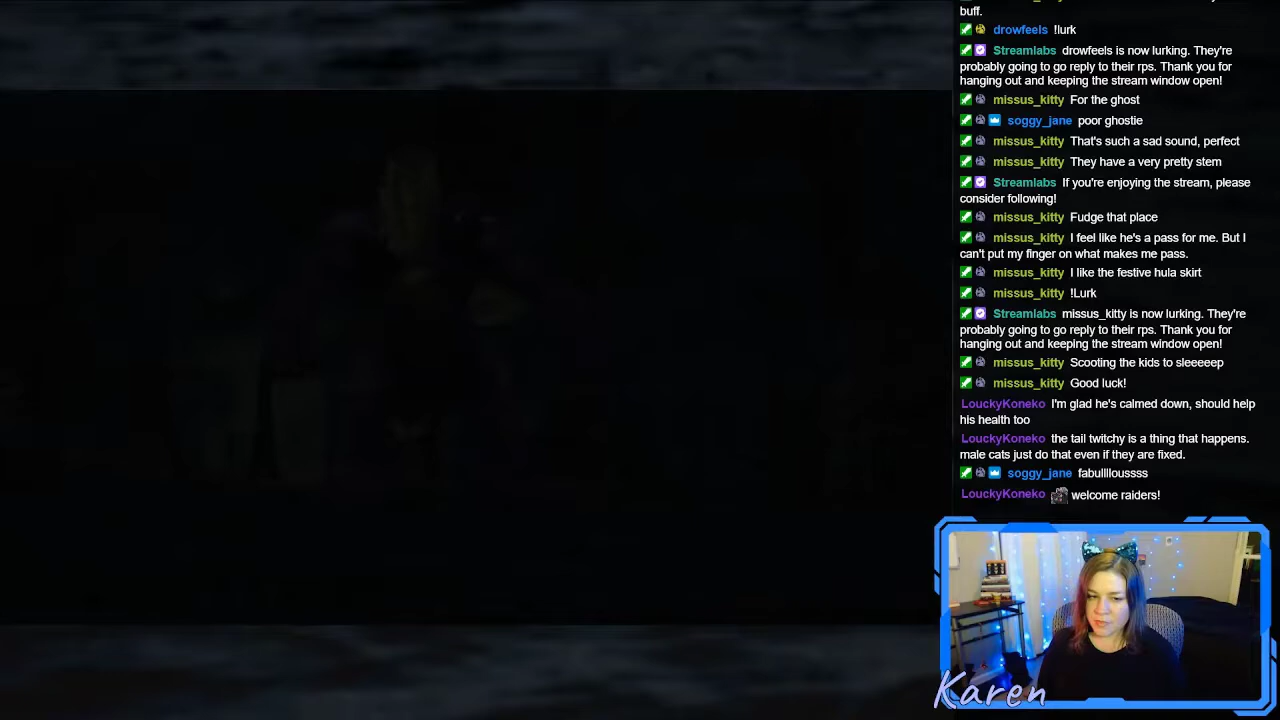 buff.
drowfeels !lurk
Streamlabs drowfeels is now lurking. They're
probably going to go reply to their rps. Thank you for
hanging out and keeping the stream window open!
missus_kitty For the ghost
soggy_jane poor ghostie
missus_kitty That's such a sad sound, perfect
missus_kitty They have a very pretty stem
Streamlabs If you're enjoying the stream, please
consider following!
missus_kitty Fudge that place
missus_kitty I feel like he's a pass for me. But I
can't put my finger on what makes me pass.
missus_kitty I like the festive hula skirt
missus_kitty !Lurk
Streamlabs missus_kitty is now lurking. They're
probably going to go reply to their rps. Thank you for
hanging out and keeping the stream window open!
missus_kitty Scooting the kids to sleeeeep
missus_kitty Good luck!
LouckyKoneko I'm glad he's calmed down, should help
his health too
LouckyKoneko the tail twitchy is a thing that happens.
male cats just do that even if they are fixed.
soggy_jane fabulllloussss
LouckyKoneko welcome raiders!
Karen